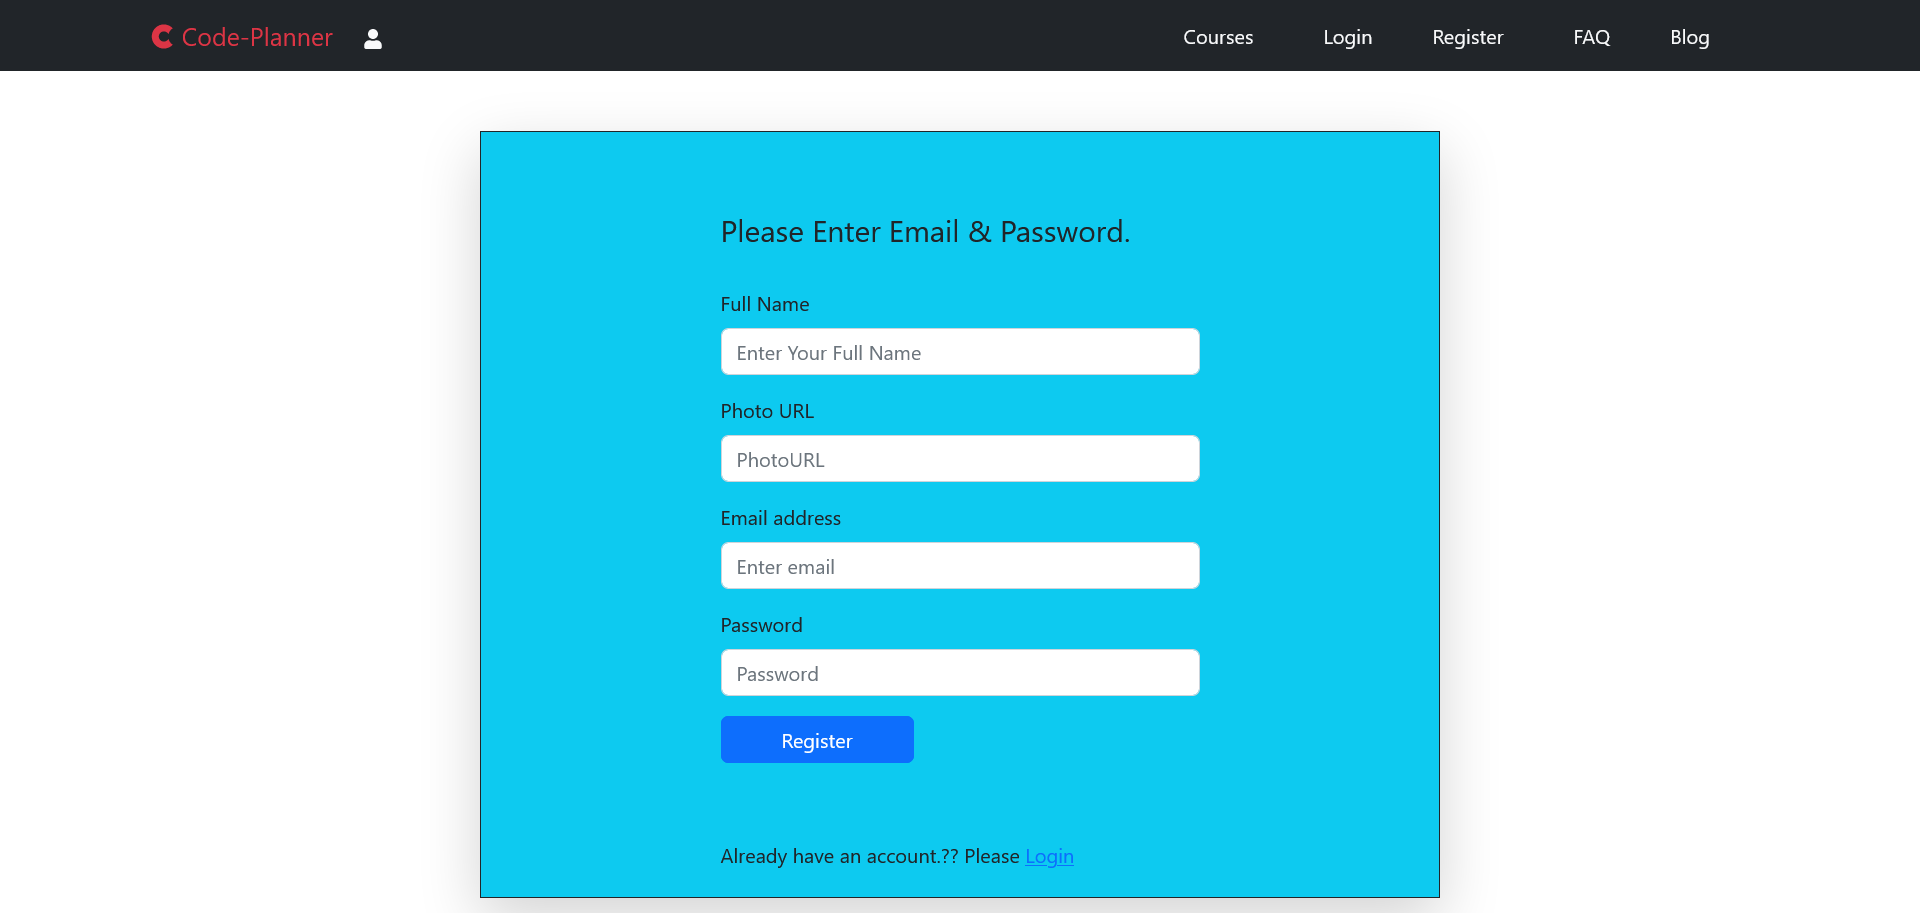 Code-Planner Courses Login Register FAQ Blog
Please Enter Email & Password.
Full Name
Enter Your Full Name
Photo URL
PhotoURL
Email address
Enter email
Password
Password
Register
Already have an account.?? Please Login